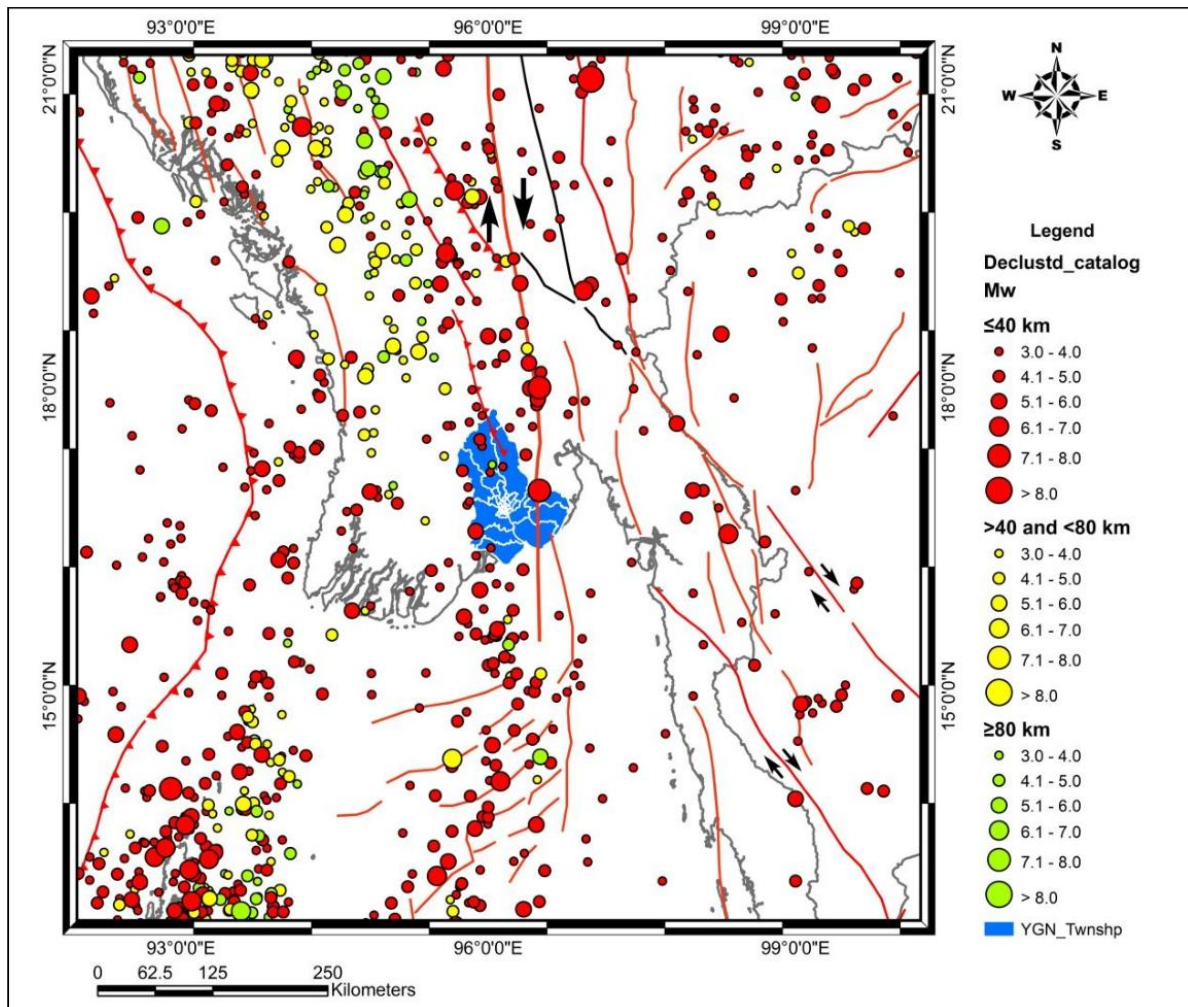 93°0'0"E 96°0'0"E 99°0'0"E
21°0'0"N
18°0'0"N
15°0'0"N
21°0'0"N
18°0'0"N
15°0'0"N
93°0'0"E 96°0'0"E 99°0'0"E
0 62.5 125 250
Kilometers
N
W E
S
Legend
Declustd_catalog
Mw
≤40 km
3.0 - 4.0
4.1 - 5.0
5.1 - 6.0
6.1 - 7.0
7.1 - 8.0
> 8.0
>40 and <80 km
3.0 - 4.0
4.1 - 5.0
5.1 - 6.0
6.1 - 7.0
7.1 - 8.0
> 8.0
≥80 km
3.0 - 4.0
4.1 - 5.0
5.1 - 6.0
6.1 - 7.0
7.1 - 8.0
> 8.0
YGN_Twnshp